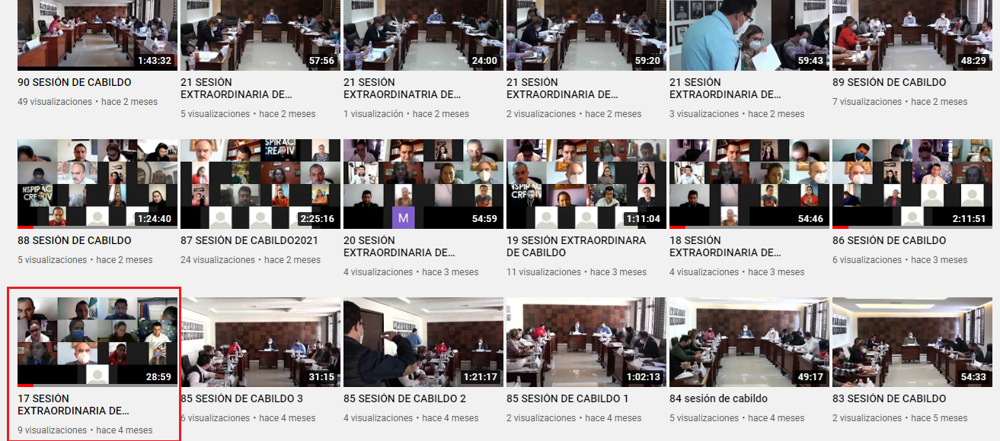 1:43:32
57:56
24:00
59:20
59:43
48:29
90 SESIÓN DE CABILDO
49 visualizaciones • hace 2 meses
21 SESIÓN
EXTRAORDINARIA DE...
5 visualizaciones • hace 2 meses
21 SESIÓN
EXTRAORDINATRIA DE...
1 visualización • hace 2 meses
21 SESIÓN
EXTRAORDINARIA DE...
2 visualizaciones • hace 2 meses
21 SESIÓN
EXTRAORDINARIA DE...
3 visualizaciones • hace 2 meses
89 SESIÓN DE CABILDO
7 visualizaciones • hace 2 meses
NSPIRAC
CREATIV
1:24:40
SPIRAC
CREATIV
2:25:16
M
54:59
NSPIRAC
CREATIV
1:11:04
54:46
2:11:51
88 SESIÓN DE CABILDO
5 visualizaciones • hace 2 meses
87 SESIÓN DE CABILDO2021
24 visualizaciones • hace 2 meses
20 SESIÓN
EXTRAORDINARIA DE...
4 visualizaciones • hace 3 meses
19 SESIÓN EXTRAORDINARA
DE CABILDO
11 visualizaciones • hace 3 meses
18 SESIÓN
EXTRAORDINARIA DE...
4 visualizaciones • hace 3 meses
86 SESIÓN DE CABILDO
6 visualizaciones • hace 3 meses
28:59
31:15
1:21:17
1:02:13
49:17
54:33
17 SESIÓN
EXTRAORDINARIA DE...
9 visualizaciones • hace 4 meses
85 SESIÓN DE CABILDO 3
6 visualizaciones • hace 4 meses
85 SESIÓN DE CABILDO 2
4 visualizaciones • hace 4 meses
85 SESIÓN DE CABILDO 1
2 visualizaciones • hace 4 meses
84 sesión de cabildo
5 visualizaciones • hace 4 meses
83 SESIÓN DE CABILDO
2 visualizaciones • hace 5 meses